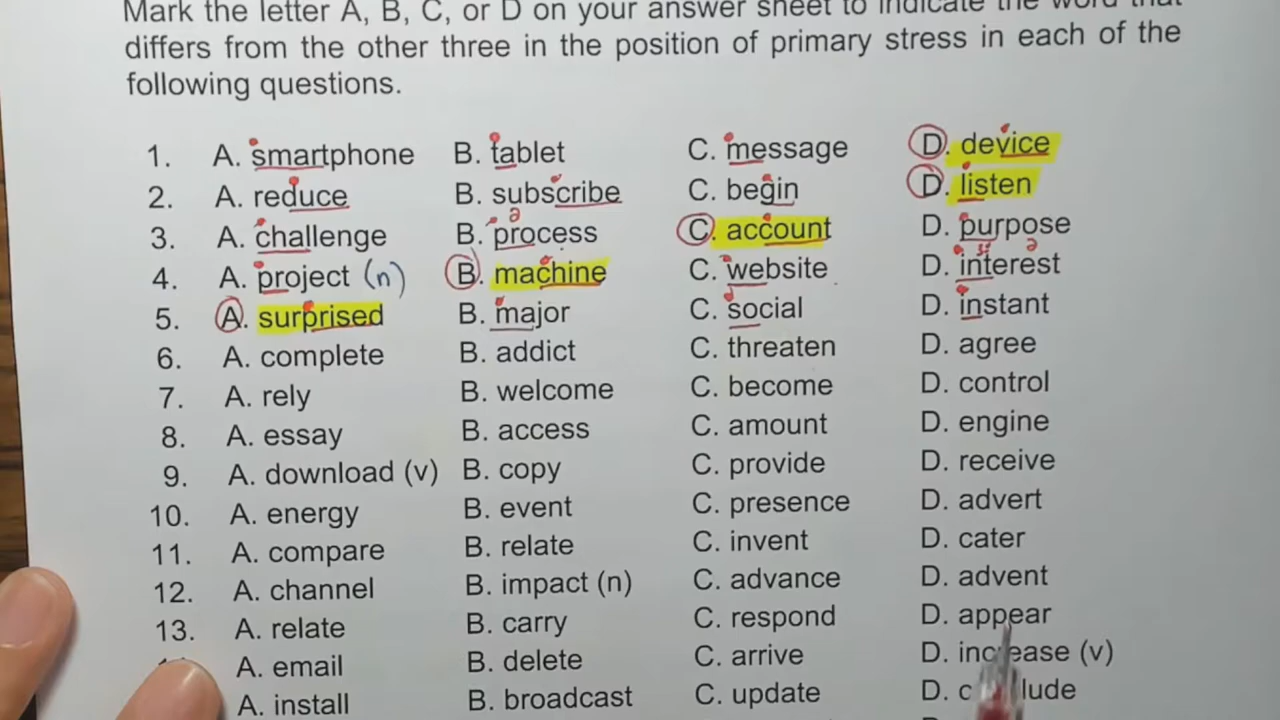 Mark the letter A, B, C, or D on your answer sheet to indicate the word that
differs from the other three in the position of primary stress in each of the
following questions.
1. A. smartphone B. tablet C. message D. device
2. A. reduce B. subscribe C. begin D. listen
3. A. challenge B. process C. account D. purpose
4. A. project (n) B. machine C. website D. interest
5. A. surprised B. major C. social D. instant
6. A. complete B. addict C. threaten D. agree
7. A. rely B. welcome C. become D. control
8. A. essay B. access C. amount D. engine
9. A. download (v) B. copy C. provide D. receive
10. A. energy B. event C. presence D. advert
11. A. compare B. relate C. invent D. cater
12. A. channel B. impact (n) C. advance D. advent
13. A. relate B. carry C. respond D. appear
A. email B. delete C. arrive D. increase (v)
A. install B. broadcast C. update D.